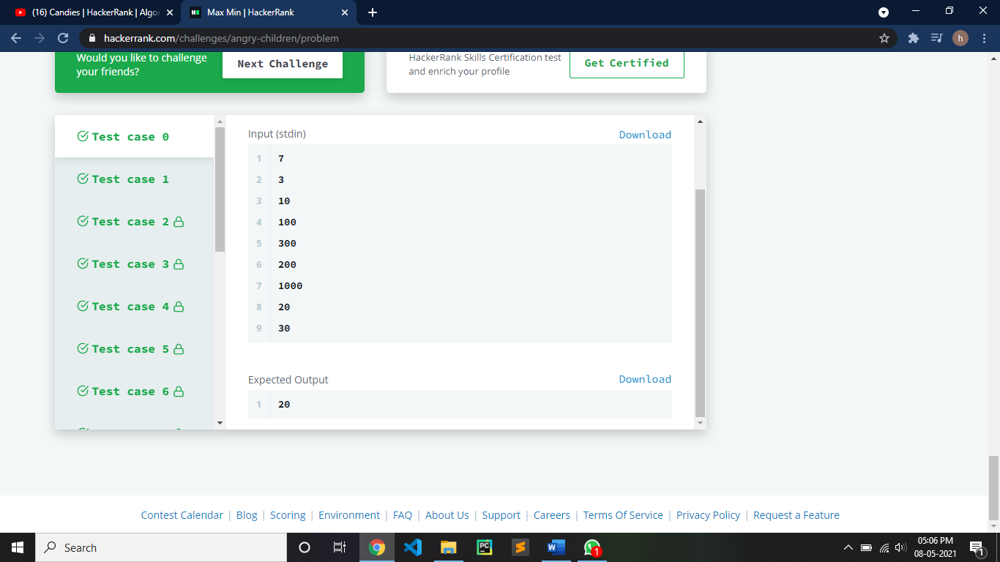 (16) Candies | HackerRank | Algor
Max Min | HackerRank
hackerrank.com/challenges/angry-children/problem
h
Would you like to challenge
your friends?
Next Challenge
HackerRank Skills Certification test
and enrich your profile
Get Certified
Test case 0
Test case 1
Test case 2
Test case 3
Test case 4
Test case 5
Test case 6
Input (stdin)
Download
1 7
2 3
3 10
4 100
5 300
6 200
7 1000
8 20
9 30
Expected Output
Download
1 20
Contest Calendar | Blog | Scoring | Environment | FAQ | About Us | Support | Careers | Terms Of Service | Privacy Policy | Request a Feature
Search
PC
W
1
05:06 PM
08-05-2021
1